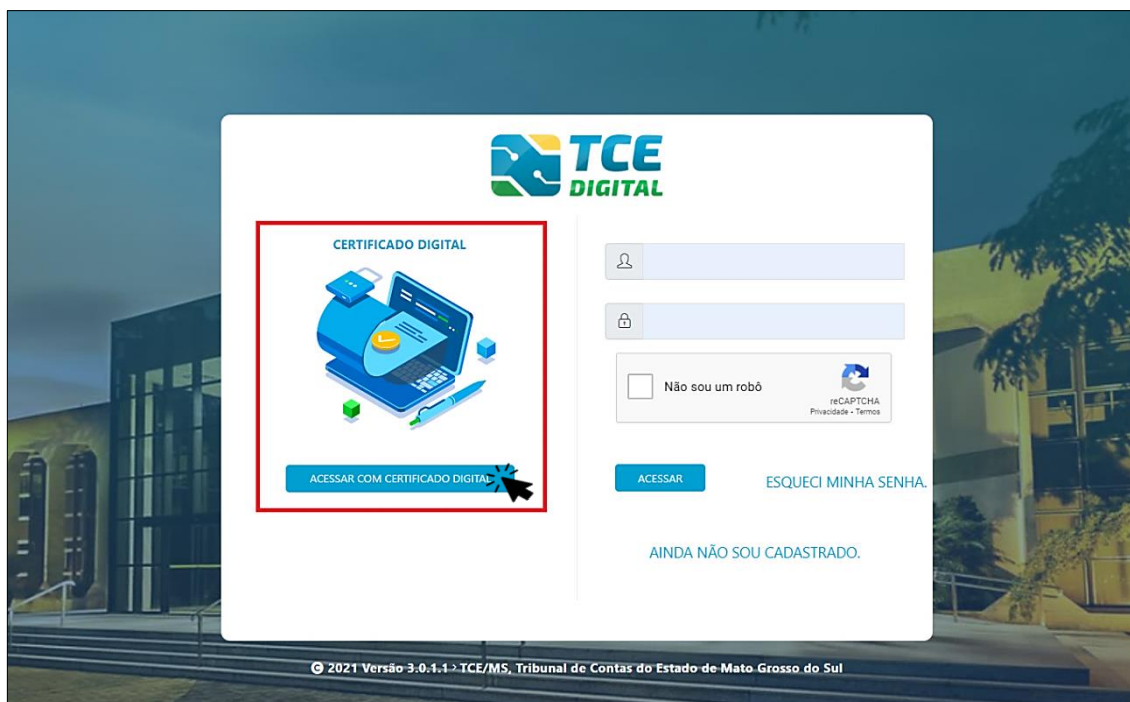 TCE
DIGITAL
CERTIFICADO DIGITAL
ACESSAR COM CERTIFICADO DIGITAL
Não sou um robô
reCAPTCHA
Privacidade - Termos
ACESSAR
ESQUECI MINHA SENHA.
AINDA NÃO SOU CADASTRADO.
© 2021 Versão 3.0.1.1 > TCE/MS, Tribunal de Contas do Estado de Mato Grosso do Sul